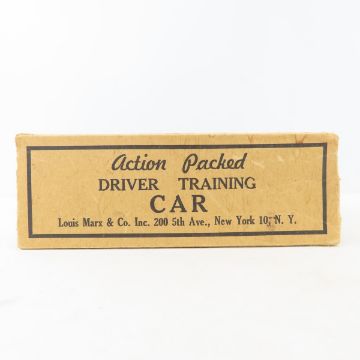 Action Packed
DRIVER TRAINING
CAR
Louis Marx & Co. Inc. 200 5th Ave., New York 10, N. Y.